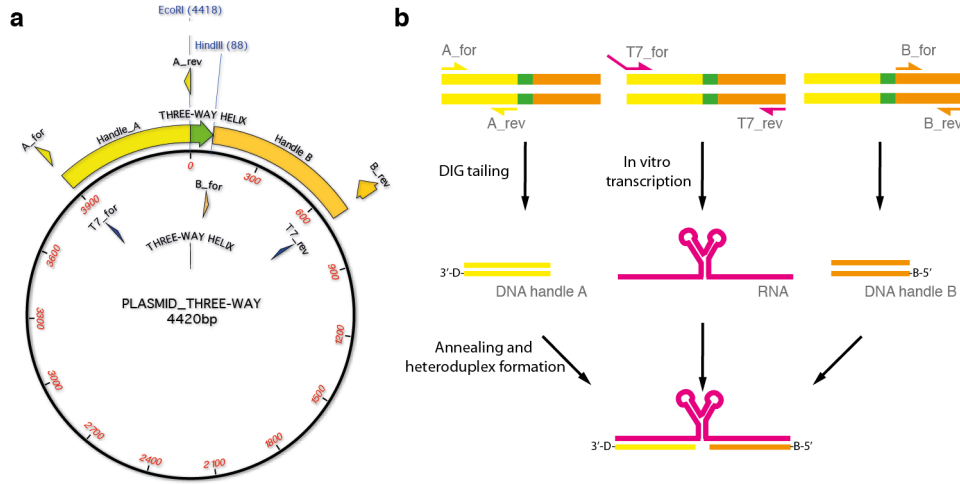 a
EcoRI (4418)
HindIII (88)
A_rev
THREE-WAY HELIX
Handle_A
Handle B
A_for
B_rev
0
300
600
900
1200
1500
1800
2100
2400
2700
3000
3300
3600
3900
B_for
T7_for
T7_rev
THREE-WAY HELIX
PLASMID_THREE-WAY
4420bp
b
A_for
T7_for
B_for
A_rev
T7_rev
B_rev
DIG tailing
In vitro
transcription
3'-D-
DNA handle A
RNA
-B-5'
DNA handle B
Annealing and
heteroduplex formation
3'-D-
-B-5'